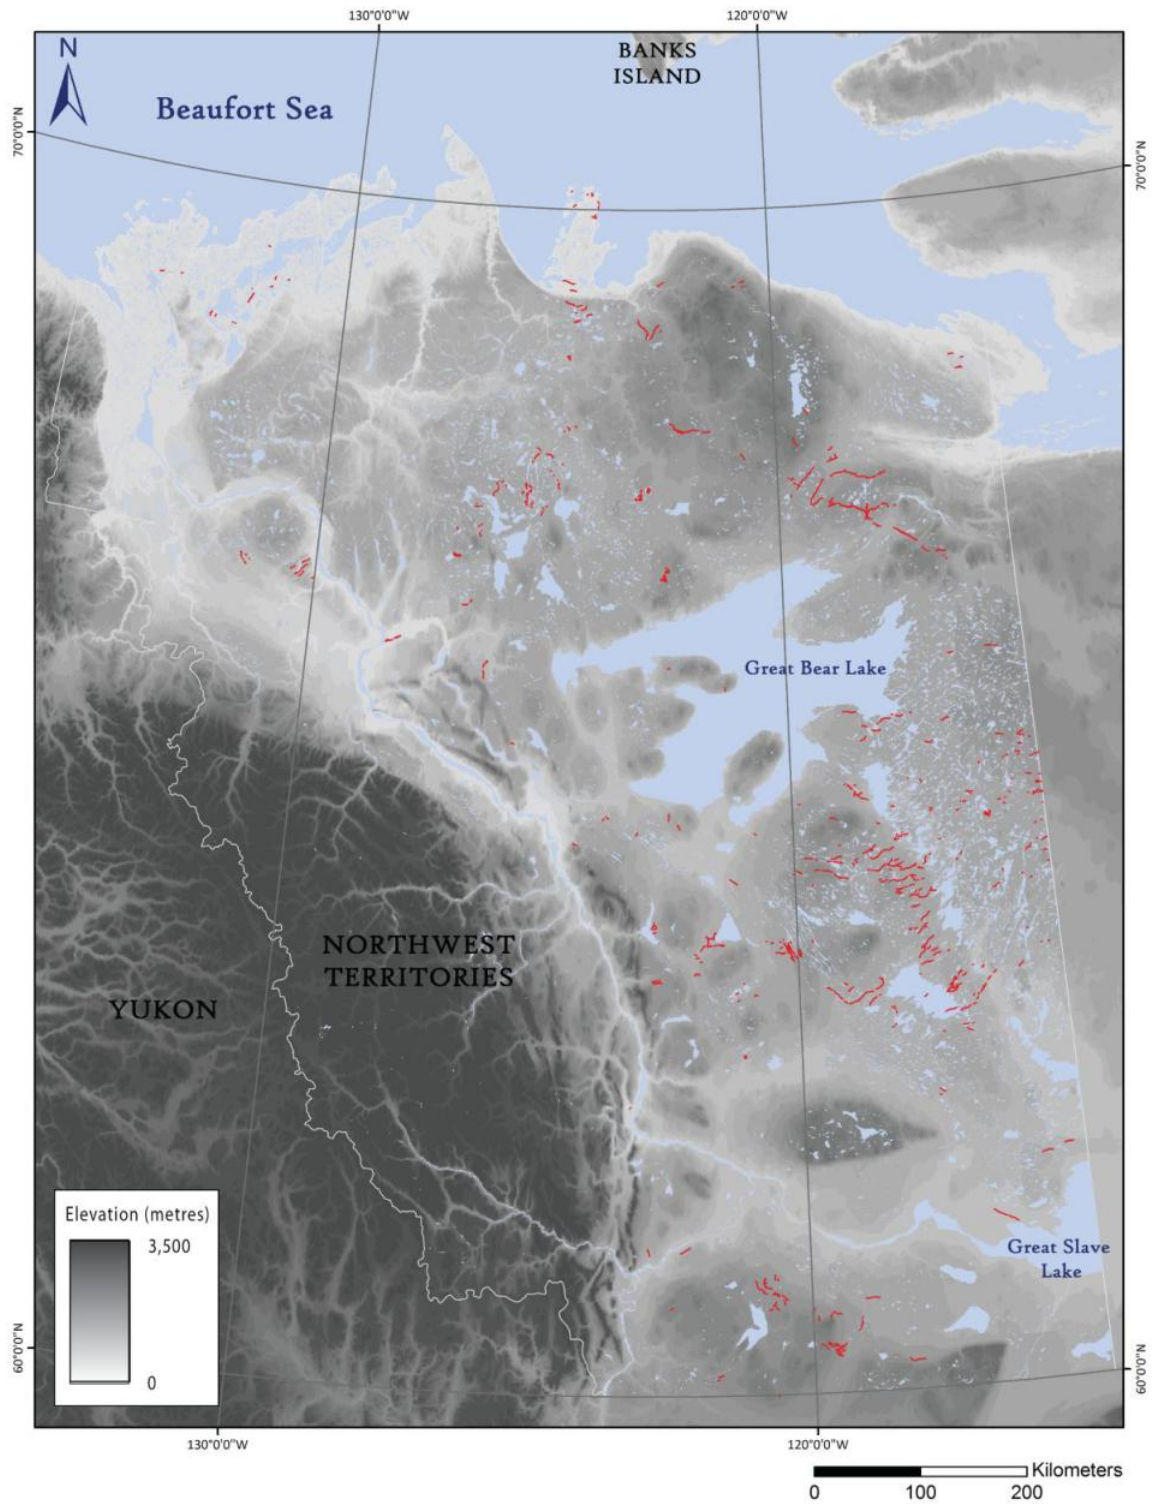 130°0'0"W
120°0'0"W
N
BANKS
ISLAND
Beaufort Sea
70°0'0"N
70°0'0"N
Great Bear Lake
NORTHWEST
TERRITORIES
YUKON
Elevation (metres)
3,500
0
Great Slave
Lake
60°0'0"N
60°0'0"N
130°0'0"W
120°0'0"W
Kilometers
0
100
200